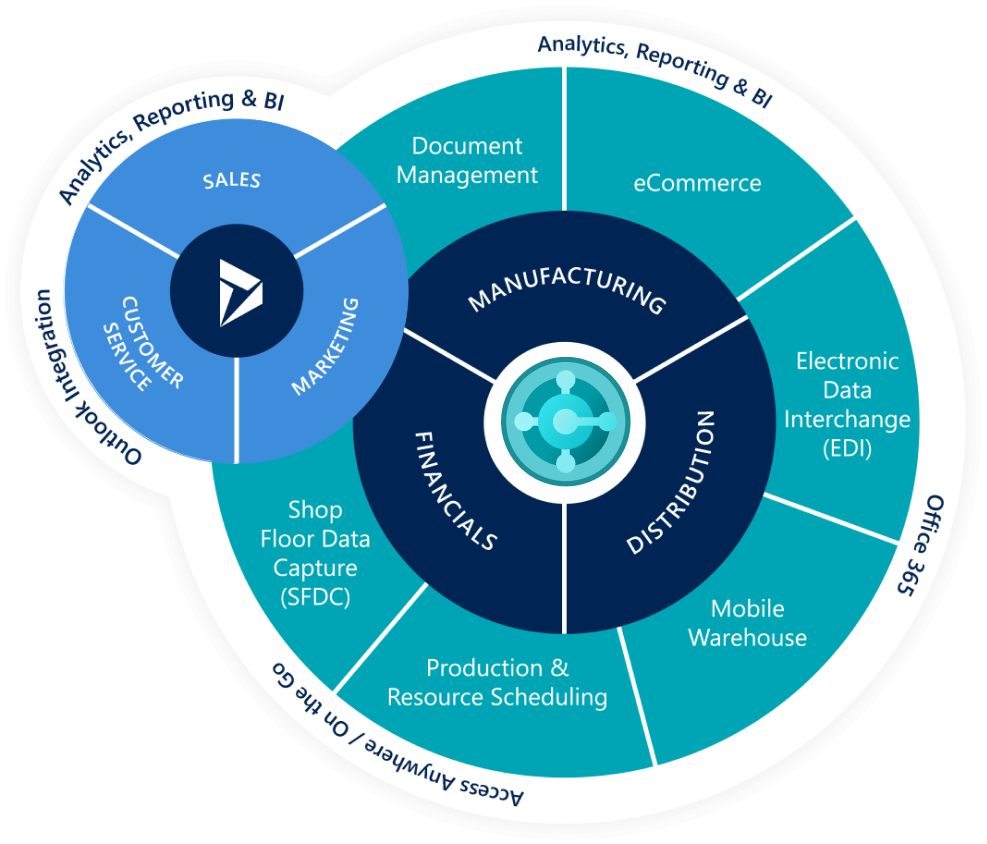 Analytics, Reporting & BI
SALES
MARKETING
CUSTOMER
SERVICE
Outlook Integration
Analytics, Reporting & BI
Document
Management
eCommerce
Electronic
Data
Interchange
(EDI)
Mobile
Warehouse
Production &
Resource Scheduling
Shop
Floor Data
Capture
(SFDC)
MANUFACTURING
DISTRIBUTION
FINANCIALS
Office 365
Access Anywhere / On the Go